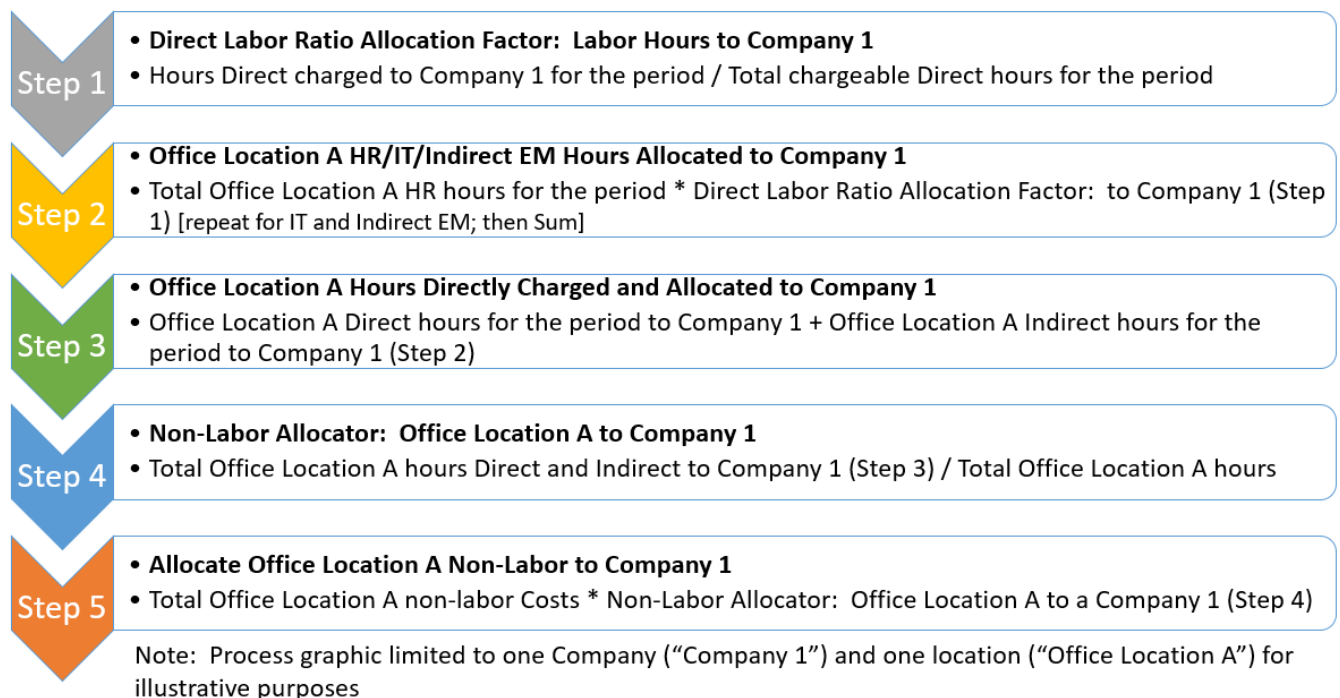 Step 1
• Direct Labor Ratio Allocation Factor:  Labor Hours to Company 1
• Hours Direct charged to Company 1 for the period / Total chargeable Direct hours for the period
Step 2
• Office Location A HR/IT/Indirect EM Hours Allocated to Company 1
• Total Office Location A HR hours for the period * Direct Labor Ratio Allocation Factor:  to Company 1 (Step
1) [repeat for IT and Indirect EM; then Sum]
Step 3
• Office Location A Hours Directly Charged and Allocated to Company 1
• Office Location A Direct hours for the period to Company 1 + Office Location A Indirect hours for the
period to Company 1 (Step 2)
Step 4
• Non-Labor Allocator:  Office Location A to Company 1
• Total Office Location A hours Direct and Indirect to Company 1 (Step 3) / Total Office Location A hours
Step 5
• Allocate Office Location A Non-Labor to Company 1
• Total Office Location A non-labor Costs * Non-Labor Allocator:  Office Location A to a Company 1 (Step 4)
Note:  Process graphic limited to one Company (“Company 1”) and one location (“Office Location A”) for
illustrative purposes